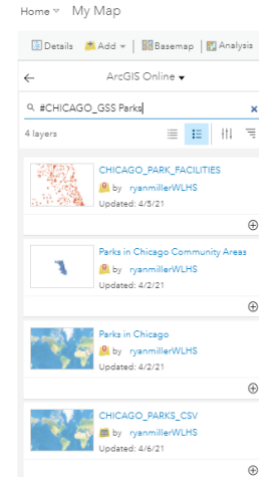 Home My Map
Details Add Basemap Analysis
ArcGIS Online
#CHICAGO_GSS Parks
4 layers
CHICAGO_PARK_FACILITIES
by ryanmillerWLHS
Updated: 4/5/21
Parks in Chicago Community Areas
by ryanmillerWLHS
Updated: 4/2/21
Parks in Chicago
by ryanmillerWLHS
Updated: 4/2/21
CHICAGO_PARKS_CSV
by ryanmillerWLHS
Updated: 4/6/21